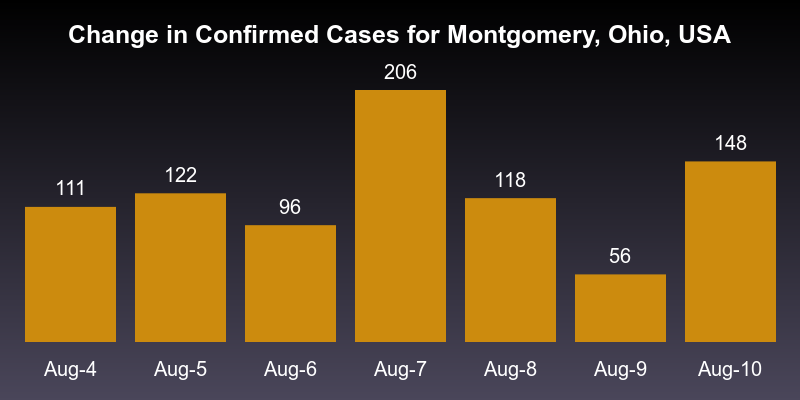 Change in Confirmed Cases for Montgomery, Ohio, USA
111
122
96
206
118
56
148
Aug-4
Aug-5
Aug-6
Aug-7
Aug-8
Aug-9
Aug-10